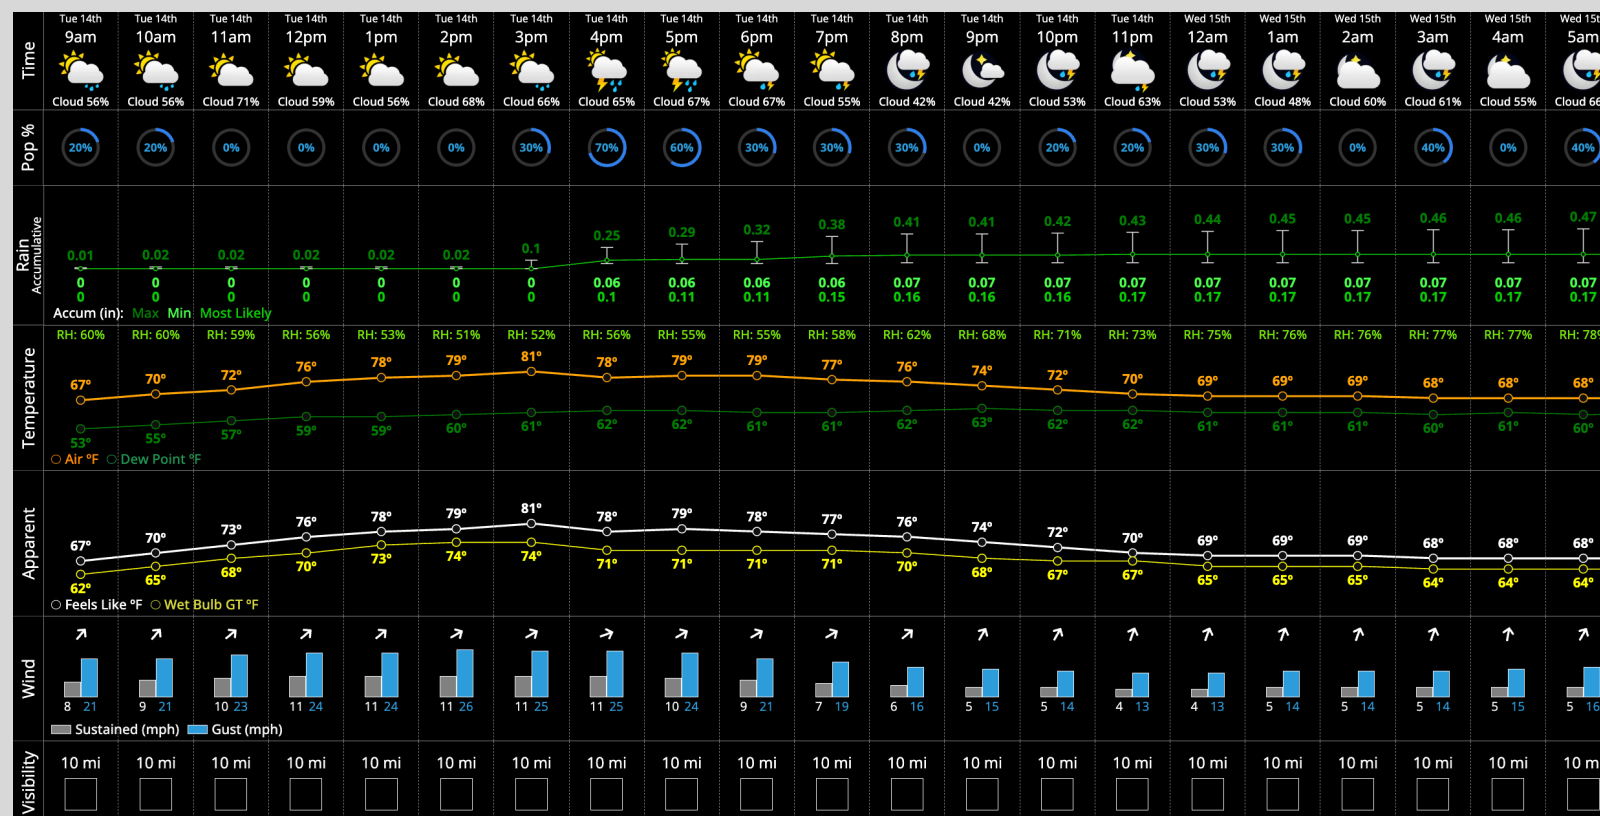 Tue 14th Tue 14th Tue 14th Tue 14th Tue 14th Tue 14th Tue 14th Tue 14th Tue 14th Tue 14th Tue 14th Tue 14th Tue 14th Tue 14th Tue 14th Wed 15th Wed 15th Wed 15th Wed 15th Wed 15th Wed 15th
Time
9am 10am 11am 12pm 1pm 2pm 3pm 4pm 5pm 6pm 7pm 8pm 9pm 10pm 11pm 12am 1am 2am 3am 4am 5am
Cloud 56% Cloud 56% Cloud 71% Cloud 59% Cloud 56% Cloud 68% Cloud 66% Cloud 65% Cloud 67% Cloud 67% Cloud 55% Cloud 42% Cloud 42% Cloud 53% Cloud 63% Cloud 53% Cloud 48% Cloud 60% Cloud 61% Cloud 55% Cloud 66
Pop %
20% 20% 0% 0% 0% 0% 30% 70% 60% 30% 30% 30% 0% 20% 20% 30% 30% 0% 40% 0% 40%
Rain
Accumulative
0.01 0.02 0.02 0.02 0.02 0.02 0.1 0.25 0.29 0.32 0.38 0.41 0.41 0.42 0.43 0.44 0.45 0.45 0.46 0.46 0.47
0 0 0 0 0 0 0 0.06 0.06 0.06 0.06 0.07 0.07 0.07 0.07 0.07 0.07 0.07 0.07 0.07 0.07
0 0 0 0 0 0 0 0.1 0.11 0.11 0.15 0.16 0.16 0.16 0.17 0.17 0.17 0.17 0.17 0.17 0.17
Accum (in): Max Min Most Likely
Temperature
RH: 60% RH: 60% RH: 59% RH: 56% RH: 53% RH: 51% RH: 52% RH: 56% RH: 55% RH: 55% RH: 58% RH: 62% RH: 68% RH: 71% RH: 73% RH: 75% RH: 76% RH: 76% RH: 77% RH: 77% RH: 78%
67° 70° 72° 76° 78° 79° 81° 78° 79° 79° 77° 76° 74° 72° 70° 69° 69° 69° 68° 68° 68°
53° 55° 57° 59° 59° 60° 61° 62° 62° 61° 61° 62° 63° 62° 62° 61° 61° 61° 60° 61° 60°
Air ºF Dew Point ºF
Apparent
67° 70° 73° 76° 78° 79° 81° 78° 79° 78° 77° 76° 74° 72° 70° 69° 69° 69° 68° 68° 68°
62° 65° 68° 70° 73° 74° 74° 71° 71° 71° 71° 70° 68° 67° 67° 65° 65° 65° 64° 64° 64°
Feels Like ºF Wet Bulb GT ºF
Wind
8 21 9 21 10 23 11 24 11 24 11 26 11 25 11 25 10 24 9 21 7 19 6 16 5 15 5 14 4 13 4 13 5 14 5 14 5 14 5 15 5 16
Sustained (mph) Gust (mph)
Visibility
10 mi 10 mi 10 mi 10 mi 10 mi 10 mi 10 mi 10 mi 10 mi 10 mi 10 mi 10 mi 10 mi 10 mi 10 mi 10 mi 10 mi 10 mi 10 mi 10 mi 10 mi